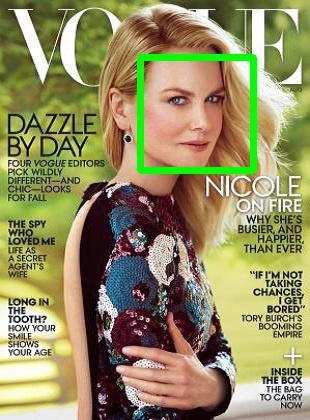 VOGUE
DAZZLE
BY DAY
FOUR VOGUE EDITORS
PICK WILDLY
DIFFERENT—AND
CHIC—LOOKS
FOR FALL
THE SPY
WHO
LOVED ME
LIFE AS
A SECRET
AGENT'S
WIFE
LONG IN
THE
TOOTH?
HOW YOUR
SMILE
SHOWS
YOUR AGE
NICOLE
ON FIRE
WHY SHE'S
BUSIER, AND
HAPPIER,
THAN EVER
"IF I'M NOT
TAKING
CHANCES,
I GET
BORED"
TORY BURCH'S
BOOMING
EMPIRE
+
INSIDE
THE BOX
THE BAG
TO CARRY
NOW